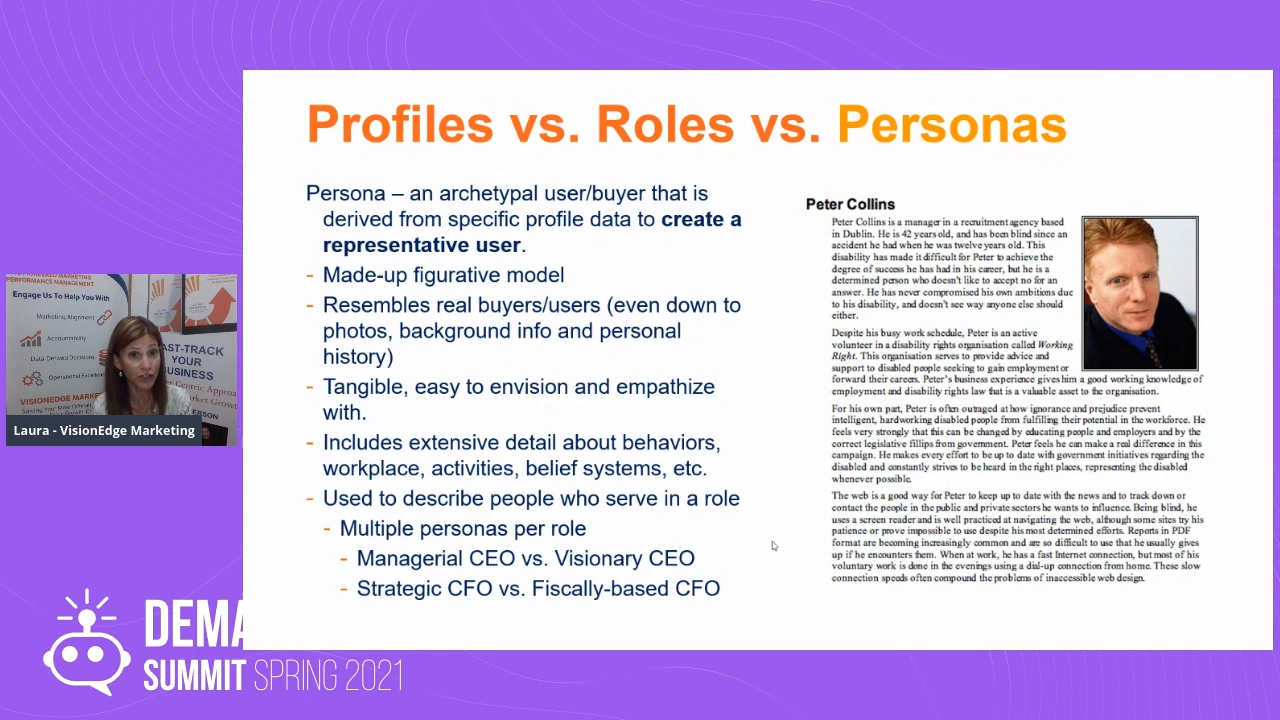 Profiles vs. Roles vs. Personas
Persona – an archetypal user/buyer that is
derived from specific profile data to create a
representative user.
- Made-up figurative model
- Resembles real buyers/users (even down to
photos, background info and personal
history)
- Tangible, easy to envision and empathize
with.
- Includes extensive detail about behaviors,
workplace, activities, belief systems, etc.
- Used to describe people who serve in a role
- Multiple personas per role
- Managerial CEO vs. Visionary CEO
- Strategic CFO vs. Fiscally-based CFO
Peter Collins
Peter Collins is a manager in a recruitment agency based
in Dublin. He is 42 years old, and has been blind since an
accident he had when he was twelve years old. This
disability has made it difficult for Peter to achieve the
degree of success he has had in his career, but he is a
determined person who doesn't like to accept no for an
answer. He has never compromised his own ambitions due
to his disability, and doesn't see way anyone else should
either.
Despite his busy work schedule, Peter is an active
volunteer in a disability rights organisation called Working
Right. This organisation serves to provide advice and
support to disabled people seeking to gain employment or
forward their careers. Peter's business experience gives him a good working knowledge of
employment and disability rights law that is a valuable asset to the organisation.
For his own part, Peter is often outraged at how ignorance and prejudice prevent
intelligent, hardworking disabled people from fulfilling their potential in the workforce. He
feels very strongly that this can be changed by educating people and employers and by the
correct legislative fillips from government. Peter feels he can make a real difference in this
campaign. He makes every effort to be up to date with government initiatives regarding the
disabled and constantly strives to be heard in the right places, representing the disabled
whenever possible.
The web is a good way for Peter to keep up to date with the news and to track down or
contact the people in the public and private sectors he wants to influence. Being blind, he
uses a screen reader and is well practiced at navigating the web, although some sites try his
patience or prove impossible to use despite his most determined efforts. Reports in PDF
format are becoming increasingly common and are so difficult to use that he usually gives
up if he encounters them. When at work, he has a fast Internet connection, but most of his
voluntary work is done in the evenings using a dial-up connection from home. These slow
connection speeds often compound the problems of inaccessible web design.
PERFORMANCE MANAGEMENT
Engage Us To Help You With
Marketing Alignment
Accountability
Data-Derived Decisions
Operational Excellen
VISIONEDGE MARKE
AST-TRACK
YOUR
BUSINESS
Laura - VisionEdge Marketing
DEMA
SUMMIT SPRING 2021